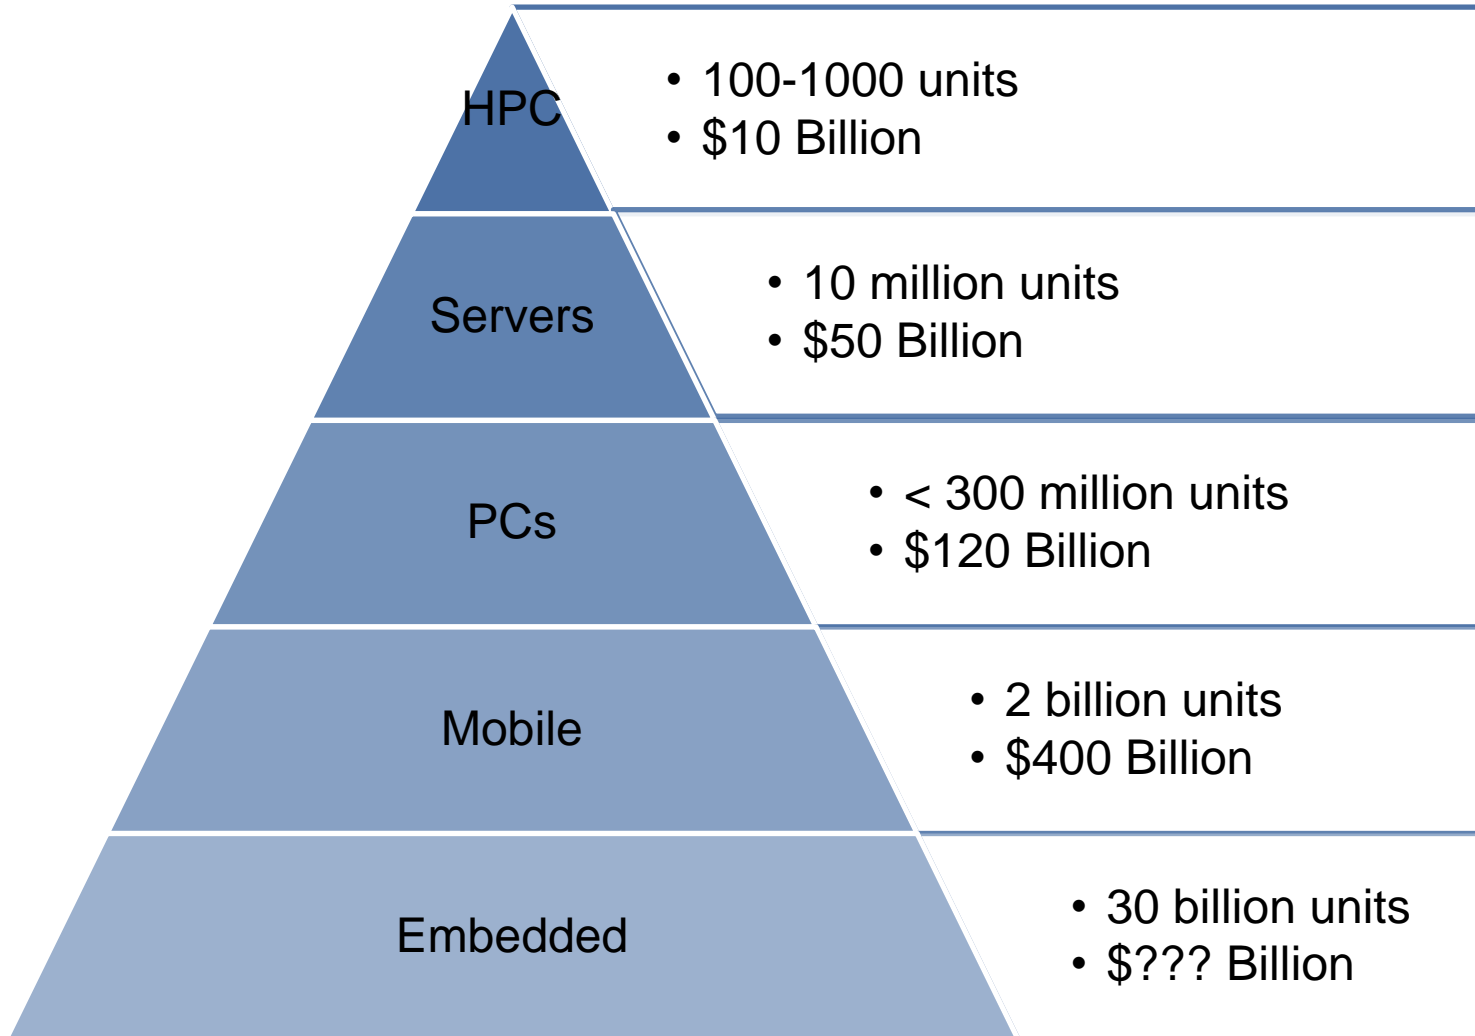 HPC
• 100-1000 units
• $10 Billion
Servers
• 10 million units
• $50 Billion
PCs
• < 300 million units
• $120 Billion
Mobile
• 2 billion units
• $400 Billion
Embedded
• 30 billion units
• $??? Billion